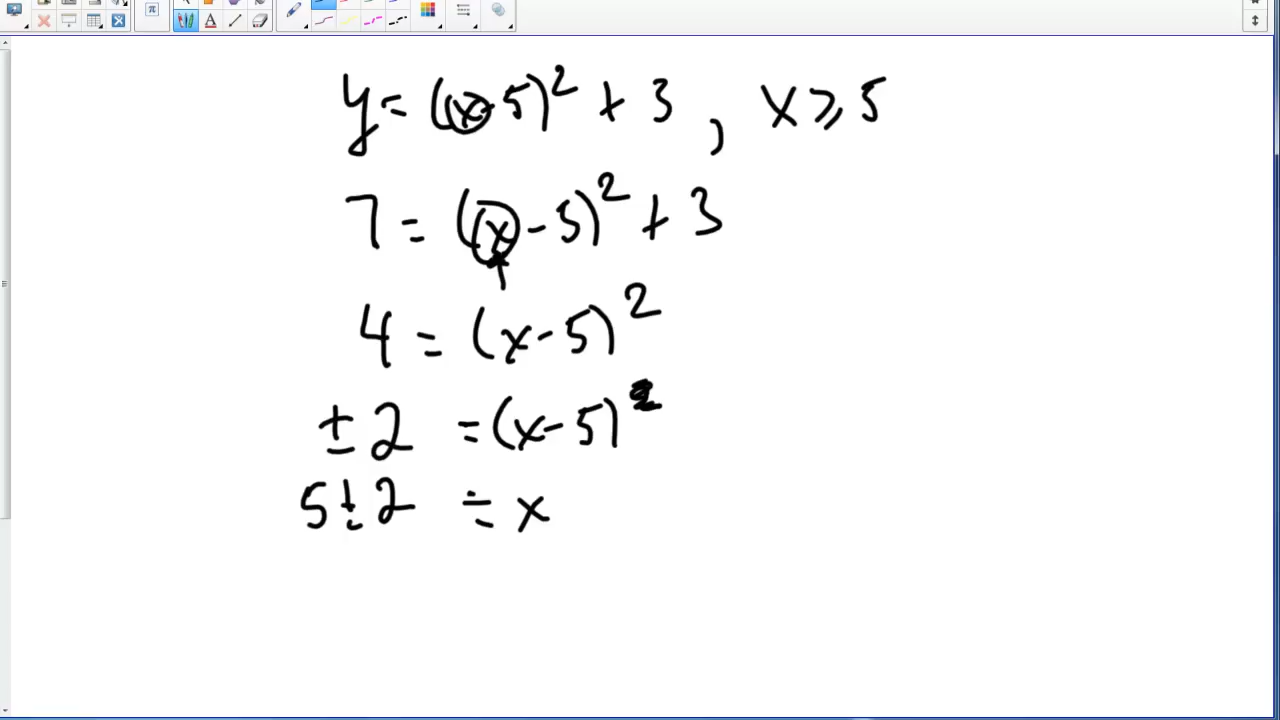 y = (x - 5)² + 3 , x ⩾ 5
7 = (x - 5)² + 3
4 = (x - 5)²
± 2 = (x - 5)
5 ± 2 = x